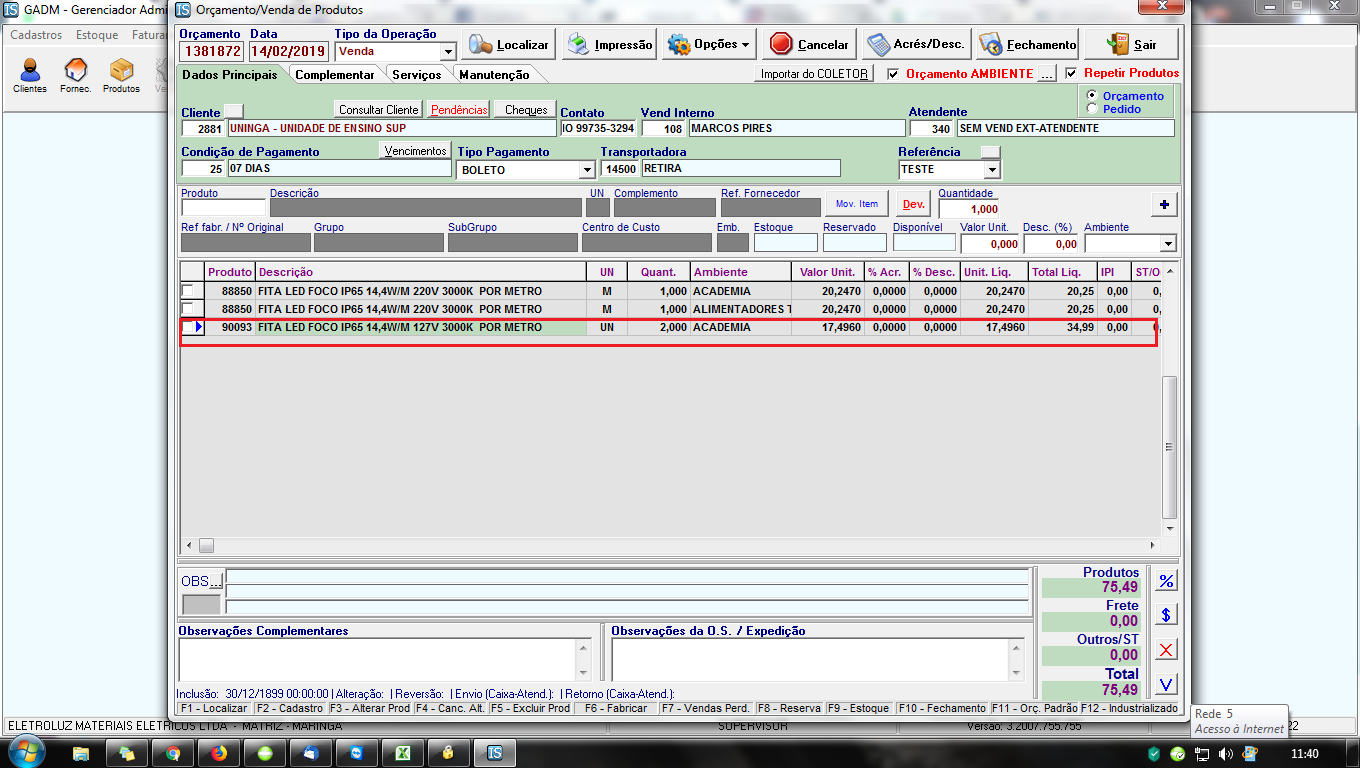 GADM - Gerenciador Admi
Orçamento/Venda de Produtos
Cadastros Estoque Fatura
Clientes Fornec. Produtos
Orçamento Data Tipo da Operação
1381872 14/02/2019 Venda
Localizar Impressão Opções Cancelar Acrés/Desc. Fechamento Sair
Dados Principais Complementar Serviços Manutenção
Importar do COLETOR Orçamento AMBIENTE ... Repetir Produtos
Orçamento
Pedido
Cliente Consultar Cliente Pendências Cheques Contato Vend Interno Atendente
2881 UNINGA - UNIDADE DE ENSINO SUP IO 99735-3294 108 MARCOS PIRES 340 SEM VEND EXT-ATENDENTE
Condição de Pagamento Vencimentos Tipo Pagamento Transportadora Referência
25 07 DIAS BOLETO 14500 RETIRA TESTE
Produto Descrição UN Complemento Ref. Fornecedor Mov. Item Dev. Quantidade
1,000 +
Ref fabr. / Nº Original Grupo SubGrupo Centro de Custo Emb. Estoque Reservado Disponível Valor Unit. Desc. (%) Ambiente
0,000 0,00
Produto Descrição UN Quant. Ambiente Valor Unit. % Acr. % Desc. Unit. Liq. Total Liq. IPI ST/O
88850 FITA LED FOCO IP65 14,4W/M 220V 3000K POR METRO M 1,000 ACADEMIA 20,2470 0,0000 0,0000 20,2470 20,25 0,00 0,
88850 FITA LED FOCO IP65 14,4W/M 220V 3000K POR METRO M 1,000 ALIMENTADORES T 20,2470 0,0000 0,0000 20,2470 20,25 0,00 0,
90093 FITA LED FOCO IP65 14,4W/M 127V 3000K POR METRO UN 2,000 ACADEMIA 17,4960 0,0000 0,0000 17,4960 34,99 0,00 0,
OBS...
Produtos
75,49 %
Frete
0,00 $
Outros/ST
0,00 X
Total
75,49 V
Observações Complementares Observações da O.S. / Expedição
Inclusão: 30/12/1899 00:00:00 | Alteração: | Reversão: | Envio (Caixa-Atend.): | Retorno (Caixa-Atend.):
F1 - Localizar F2 - Cadastro F3 - Alterar Prod F4 - Canc. Alt. F5 - Excluir Prod F6 - Fabricar F7 - Vendas Perd. F8 - Reserva F9 - Estoque F10 - Fechamento F11 - Orç. Padrão F12 - Industrializado
ELETROLUZ MATERIAIS ELETRICOS LTDA - MATRIZ - MARINGA SUPERVISOR Versão: 3.2007.755.755 22
Rede 5
Acesso à Internet
11:40